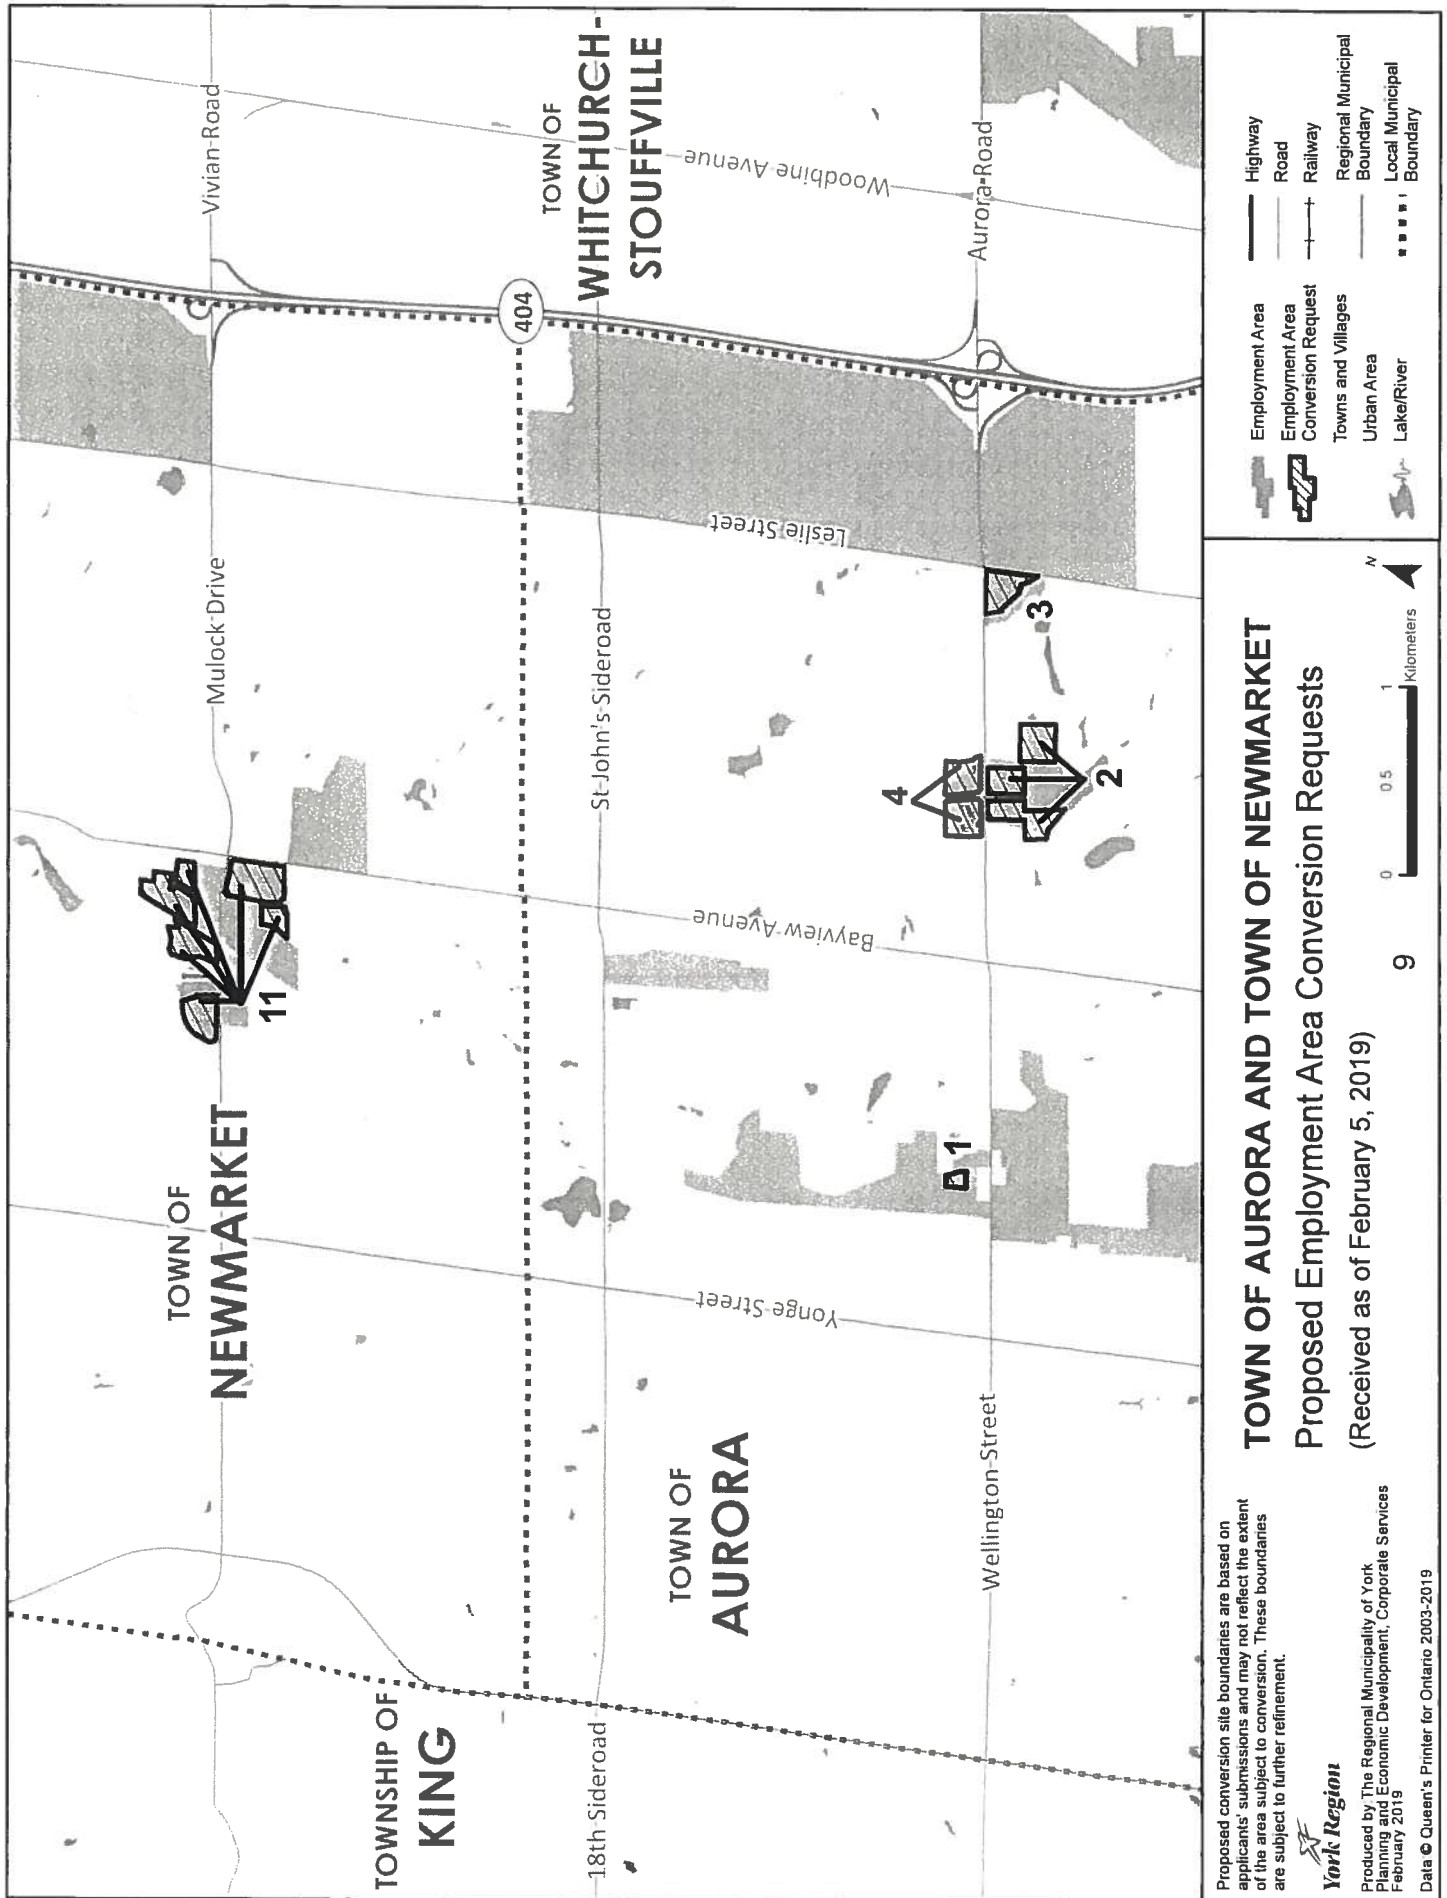 TOWN OF
NEWMARKET
TOWNSHIP OF
KING
TOWN OF
AURORA
TOWN OF
WHITCHURCH-
STOUFFVILLE
Mulock Drive
Vivian Road
18th Sideroad
St John's Sideroad
Wellington Street
Aurora Road
Yonge Street
Bayview Avenue
Leslie Street
Woodbine Avenue
404
11
1
4
2
3
Proposed conversion site boundaries are based on
applicants' submissions and may not reflect the extent
of the area subject to conversion. These boundaries
are subject to further refinement.
York Region
Produced by: The Regional Municipality of York
Planning and Economic Development, Corporate Services
February 2019
Data © Queen's Printer for Ontario 2003-2019
TOWN OF AURORA AND TOWN OF NEWMARKET
Proposed Employment Area Conversion Requests
(Received as of February 5, 2019)
9
0 0.5 1
Kilometers
N
Employment Area
Employment Area
Conversion Request
Towns and Villages
Urban Area
Lake/River
Highway
Road
Railway
Regional Municipal
Boundary
Local Municipal
Boundary